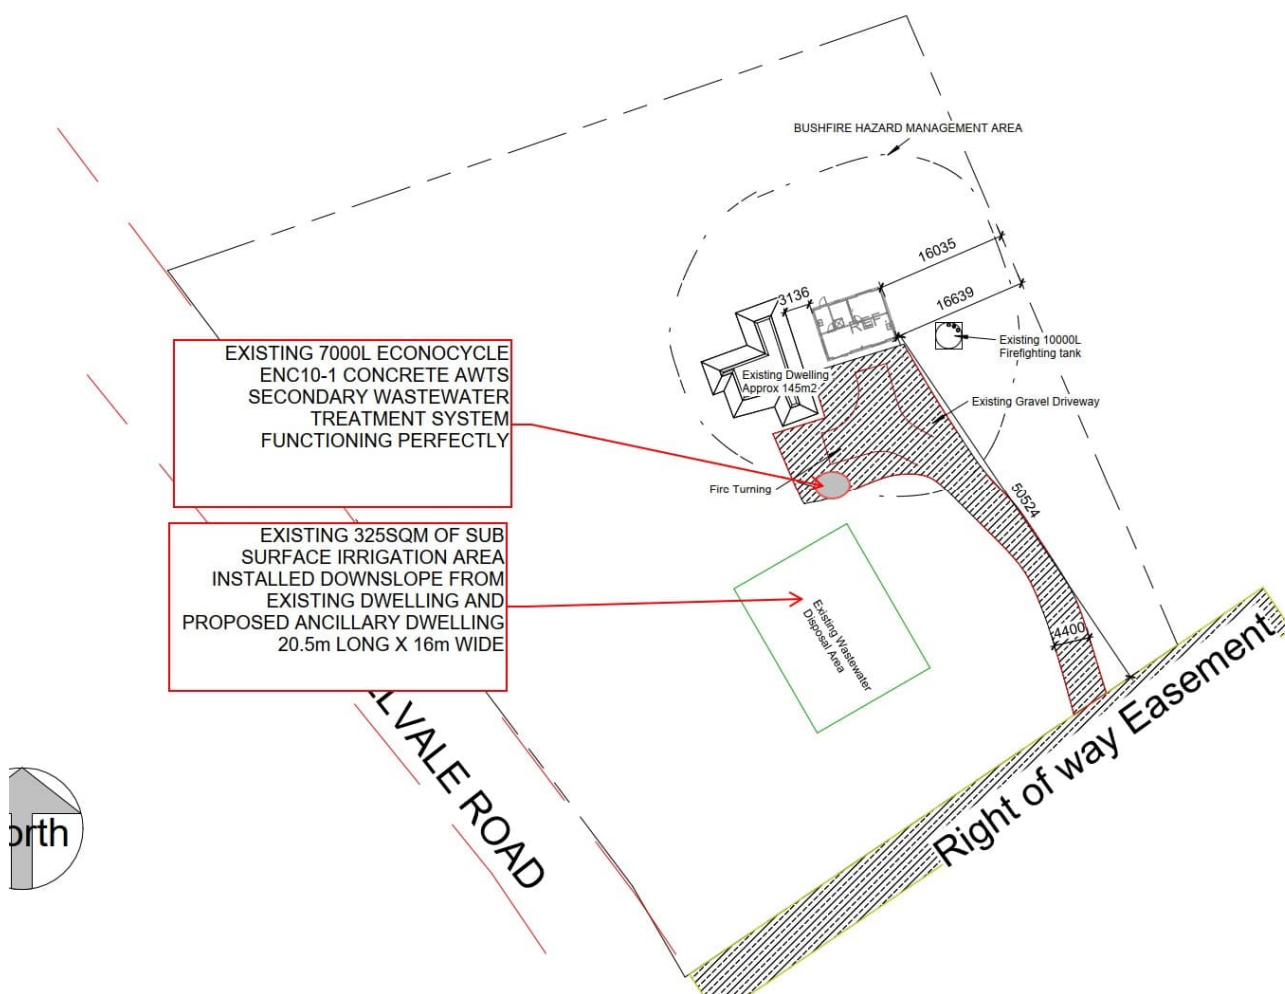 BUSHFIRE HAZARD MANAGEMENT AREA
16035
16639
3136
REF.
Existing 10000L
Firefighting tank
Existing Dwelling
Approx 145m2
Existing Gravel Driveway
EXISTING 7000L ECONOCYCLE
ENC10-1 CONCRETE AWTS
SECONDARY WASTEWATER
TREATMENT SYSTEM
FUNCTIONING PERFECTLY
Fire Turning
50524
EXISTING 325SQM OF SUB
SURFACE IRRIGATION AREA
INSTALLED DOWNSLOPE FROM
EXISTING DWELLING AND
PROPOSED ANCILLARY DWELLING
20.5m LONG X 16m WIDE
Existing Wastewater
Disposal Area
4400
Right of way Easement
LLVALE ROAD
orth